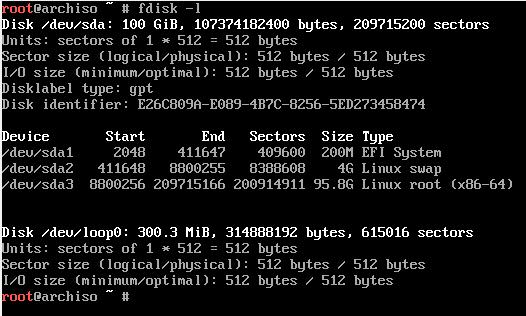 root@archiso ~ # fdisk -l
Disk /dev/sda: 100 GiB, 107374182400 bytes, 209715200 sectors
Units: sectors of 1 * 512 = 512 bytes
Sector size (logical/physical): 512 bytes / 512 bytes
I/O size (minimum/optimal): 512 bytes / 512 bytes
Disklabel type: gpt
Disk identifier: E26C809A-E089-4B7C-8256-5ED273458474
Device Start End Sectors Size Type
/dev/sda1 2048 411647 409600 200M EFI System
/dev/sda2 411648 8800255 8388608 4G Linux swap
/dev/sda3 8800256 209715166 200914911 95.8G Linux root (x86-64)
Disk /dev/loop0: 300.3 MiB, 314888192 bytes, 615016 sectors
Units: sectors of 1 * 512 = 512 bytes
Sector size (logical/physical): 512 bytes / 512 bytes
I/O size (minimum/optimal): 512 bytes / 512 bytes
root@archiso ~ #